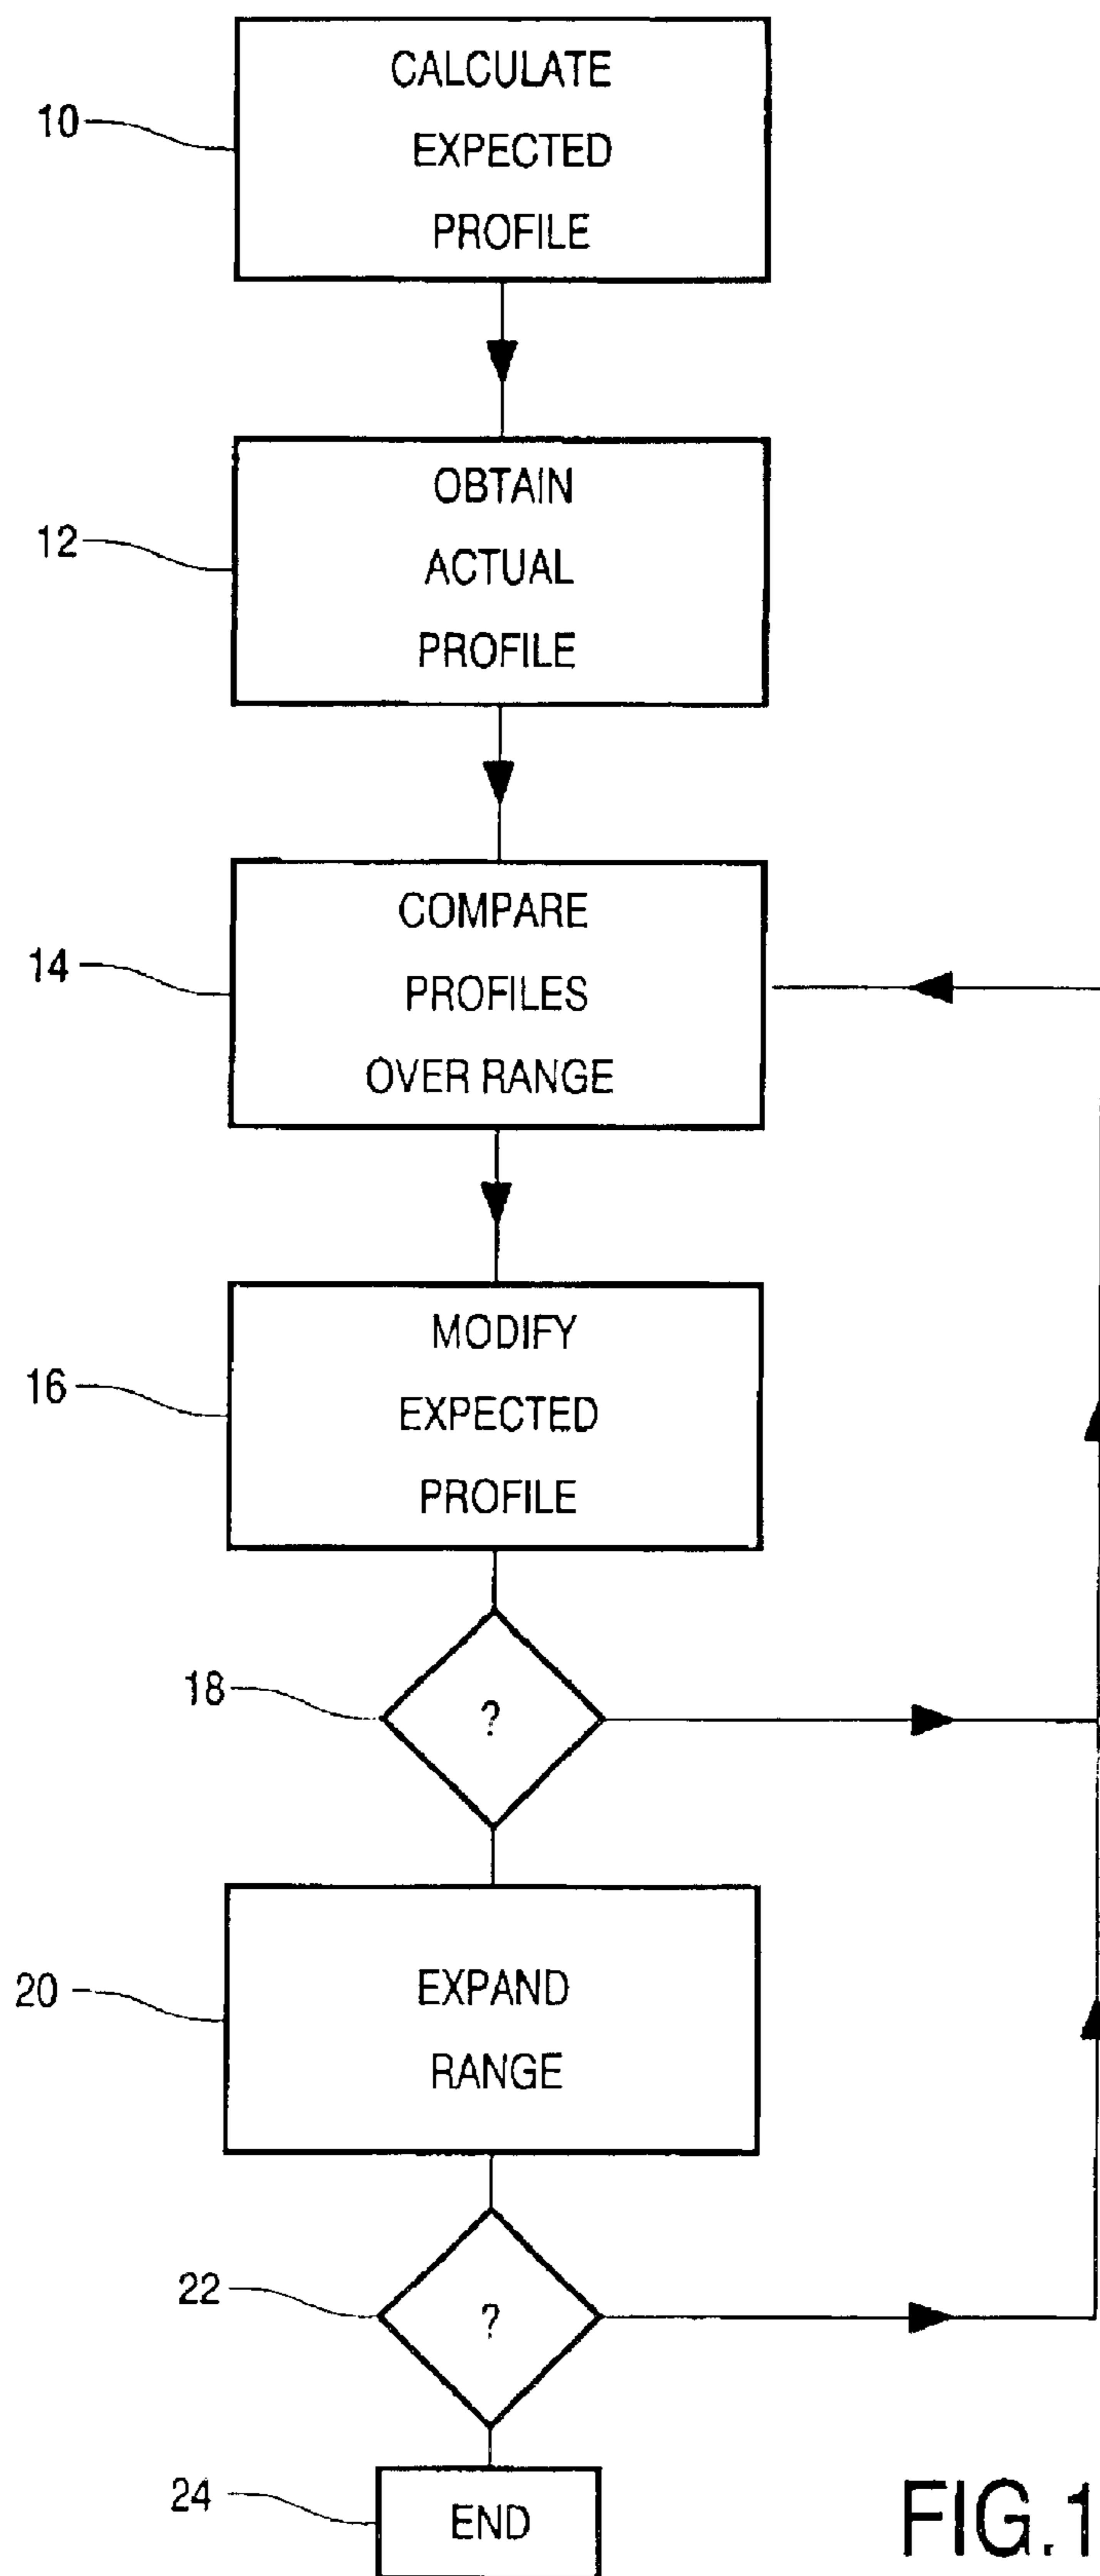 10
CALCULATE
EXPECTED
PROFILE
12
OBTAIN
ACTUAL
PROFILE
14
COMPARE
PROFILES
OVER RANGE
16
MODIFY
EXPECTED
PROFILE
18
?
20
EXPAND
RANGE
22
?
24
END
FIG.1